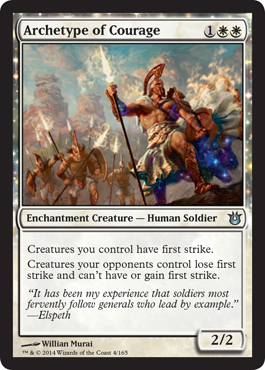 Archetype of Courage 1
Enchantment Creature — Human Soldier
Creatures you control have first strike.
Creatures your opponents control lose first
strike and can't have or gain first strike.
"It has been my experience that soldiers most
fervently follow generals who lead by example."
—Elspeth
Willian Murai
™ & © 2014 Wizards of the Coast 4/165
2/2